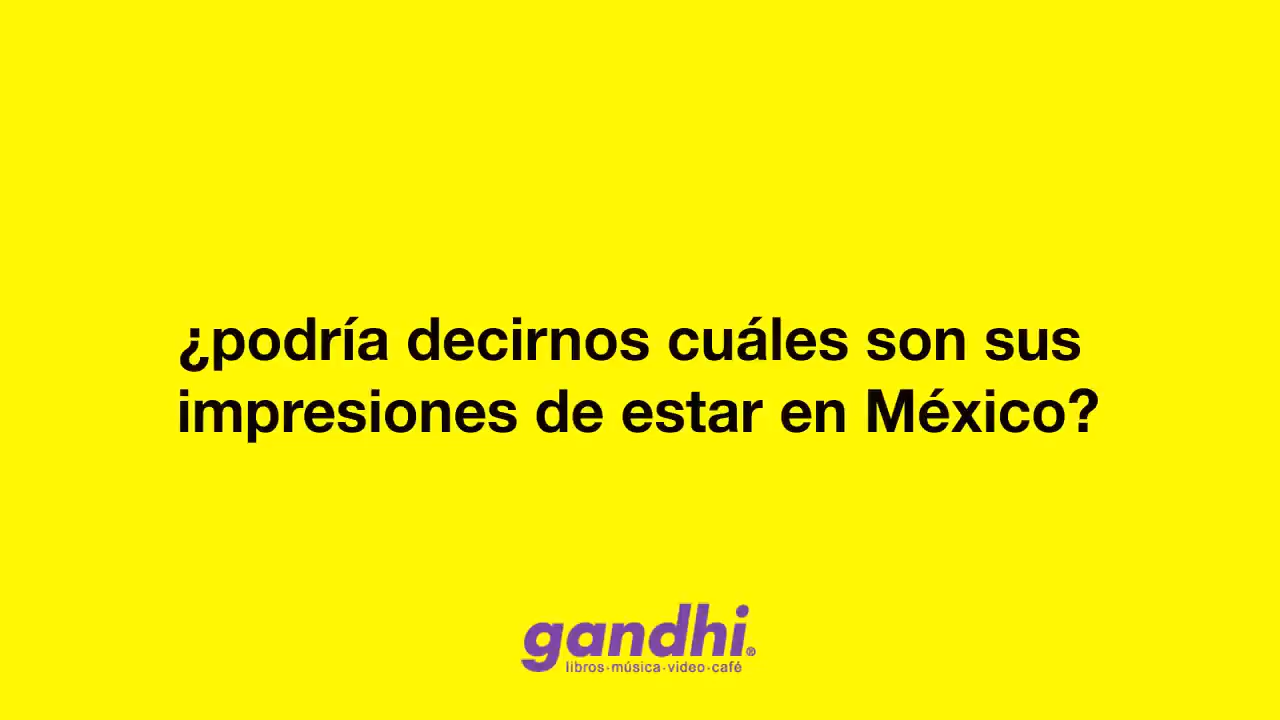 ¿podría decirnos cuáles son sus
impresiones de estar en México?
gandhi®
libros·música·video·café